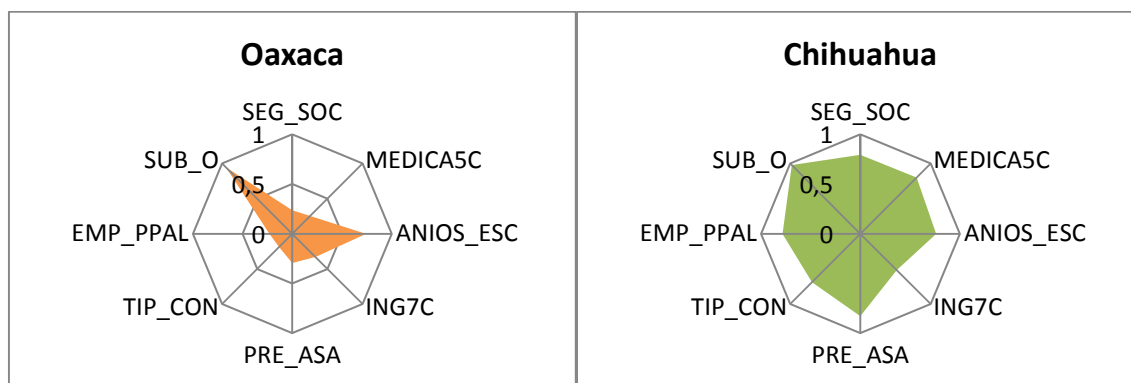 Oaxaca
SEG_SOC
1
SUB_O
MEDICA5C
0,5
EMP_PPAL
0
ANIOS_ESC
TIP_CON
ING7C
PRE_ASA
Chihuahua
SEG_SOC
1
SUB_O
MEDICA5C
0,5
EMP_PPAL
0
ANIOS_ESC
TIP_CON
ING7C
PRE_ASA